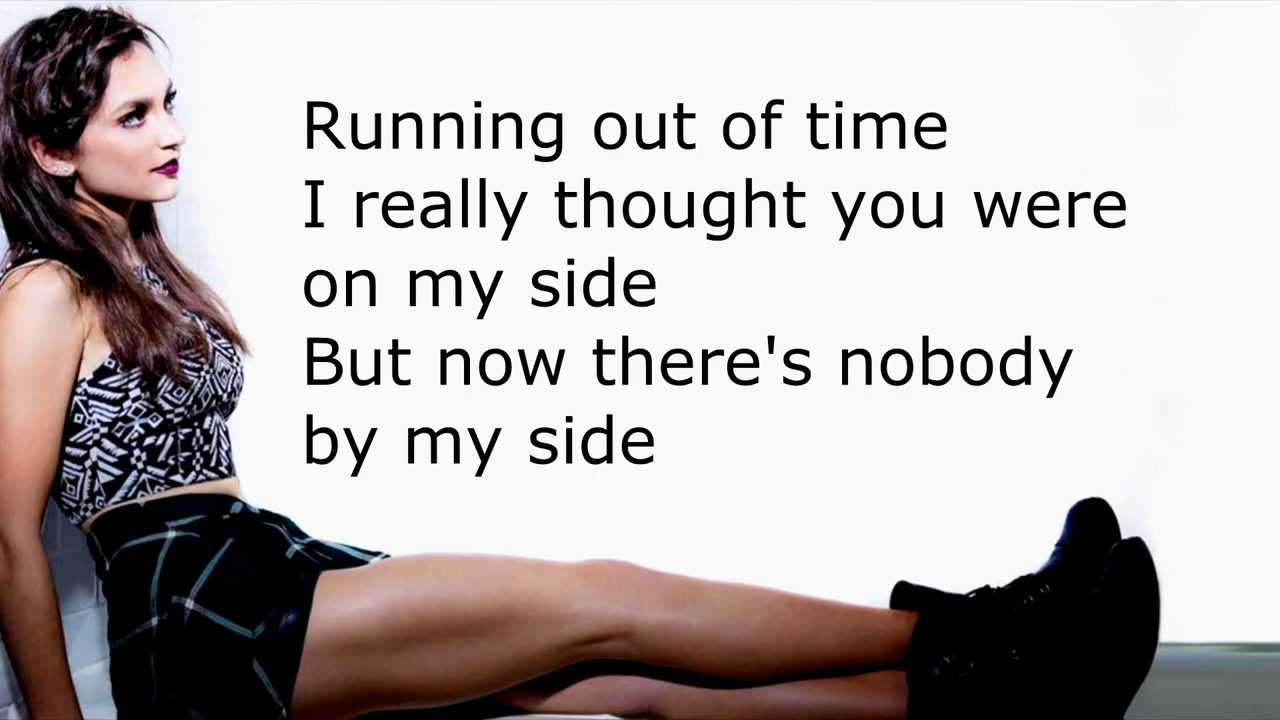 Running out of time
I really thought you were
on my side
But now there's nobody
by my side